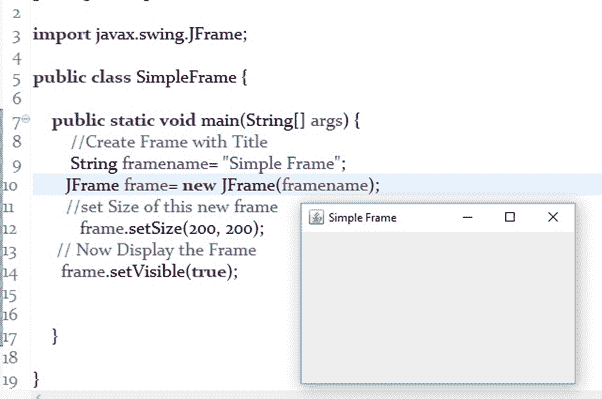 2
3 import javax.swing.JFrame;
4
5 public class SimpleFrame {
6
7 public static void main(String[] args) {
8 //Create Frame with Title
9 String framename= "Simple Frame";
10 JFrame frame= new JFrame(framename);
11 //set Size of this new frame
12 frame.setSize(200, 200);
13 // Now Display the Frame
14 frame.setVisible(true);
15
16
17 }
18
19 }
Simple Frame